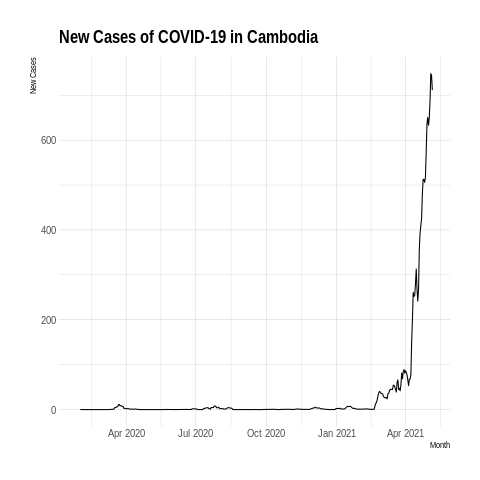 New Cases of COVID-19 in Cambodia
New Cases
600
400
200
0
Apr 2020 Jul 2020 Oct 2020 Jan 2021 Apr 2021
Month